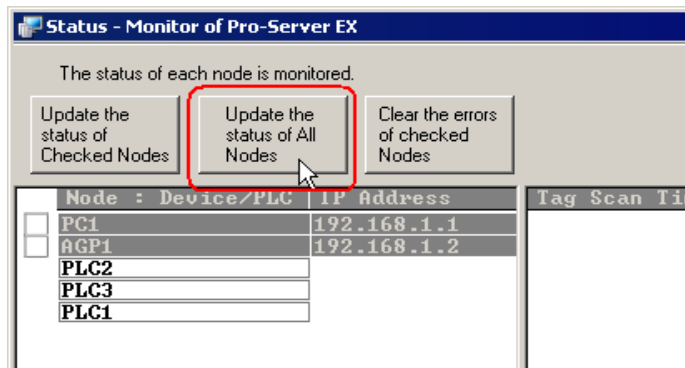 Status - Monitor of Pro-Server EX
The status of each node is monitored.
Update the status of Checked Nodes
Update the status of All Nodes
Clear the errors of checked Nodes
Node : Device/PLC IP Address Tag Scan
PC1 192.168.1.1
AGP1 192.168.1.2
PLC2
PLC3
PLC1